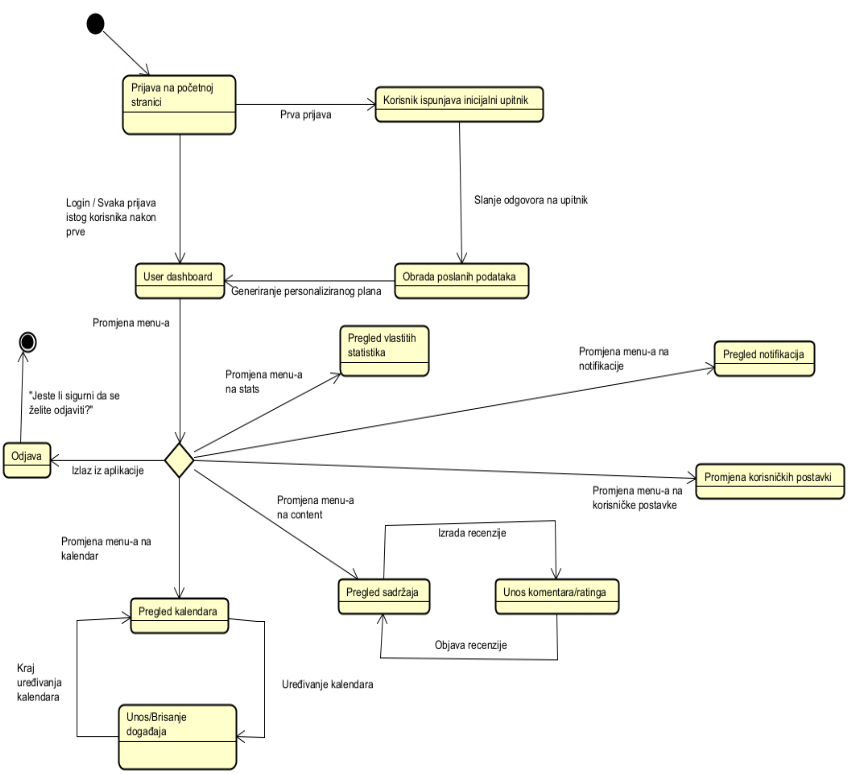 Prijava na početnoj
stranici
Prva prijava
Korisnik ispunjava inicijalni upitnik
Login / Svaka prijava
istog korisnika nakon
prve
Slanje odgovora na upitnik
User dashboard
Generiranje personaliziranog plana
Obrada poslanih podataka
Promjena menu-a
Pregled vlastitih
statistika
Promjena menu-a
na stats
Promjena menu-a na
notifikacije
Pregled notifikacija
"Jeste li sigurni da se
želite odjaviti?"
Odjava
Izlaz iz aplikacije
Promjena korisničkih postavki
Promjena menu-a na
korisničke postavke
Promjena menu-a
na content
Promjena menu-a na
kalendar
Izrada recenzije
Pregled sadržaja
Unos komentara/ratinga
Objava recenzije
Pregled kalendara
Kraj
uređivanja
kalendara
Uređivanje kalendara
Unos/Brisanje
događaja